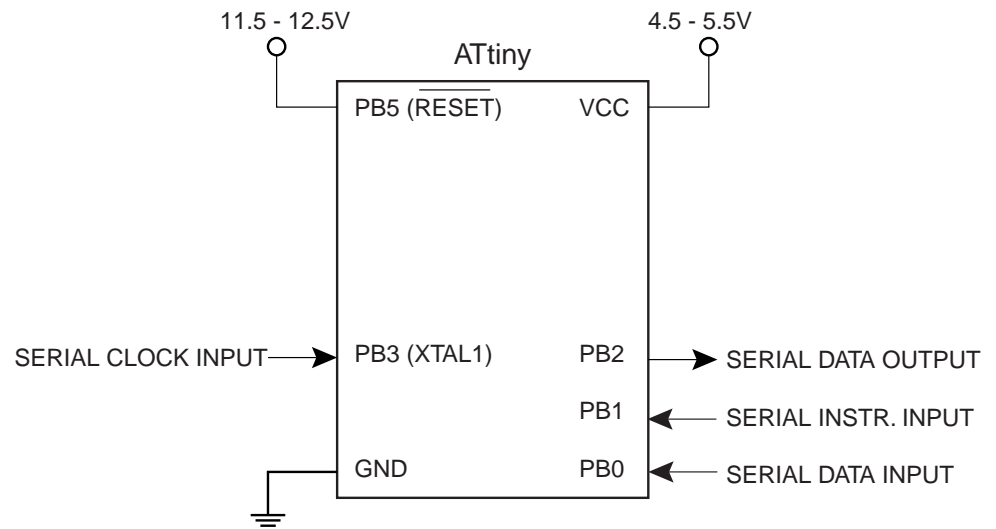 11.5 - 12.5V
4.5 - 5.5V
ATtiny
PB5 (RESET)
VCC
SERIAL CLOCK INPUT
PB3 (XTAL1)
PB2
SERIAL DATA OUTPUT
PB1
SERIAL INSTR. INPUT
GND
PB0
SERIAL DATA INPUT